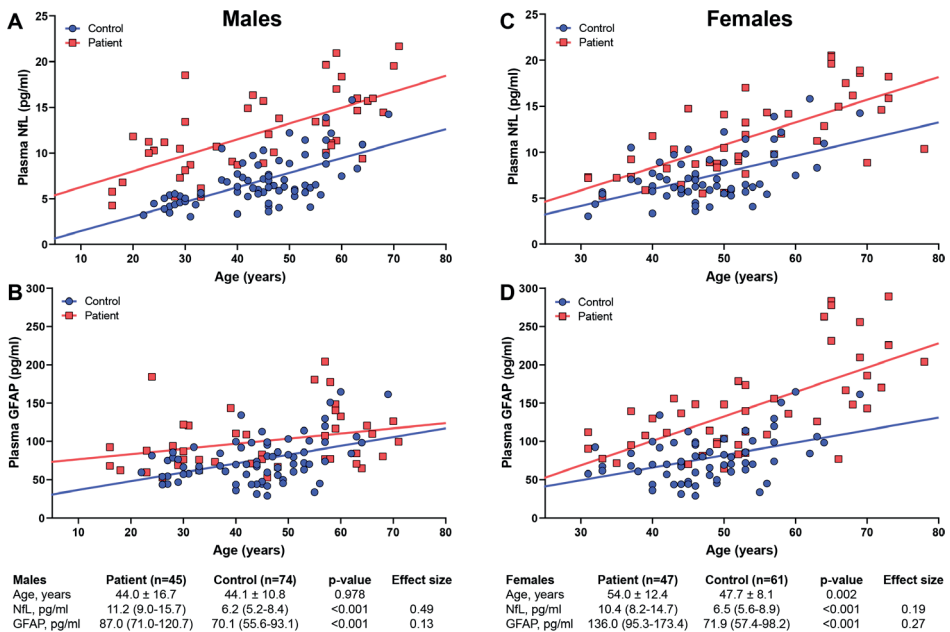 Males
Females
A
Control
Patient
25
20
15
10
5
0
Plasma NfL (pg/ml)
10 20 30 40 50 60 70 80
Age (years)
C
Control
Patient
25
20
15
10
5
0
Plasma NfL (pg/ml)
30 40 50 60 70 80
Age (years)
B
Control
Patient
300
250
200
150
100
50
0
Plasma GFAP (pg/ml)
10 20 30 40 50 60 70 80
Age (years)
D
Control
Patient
300
250
200
150
100
50
0
Plasma GFAP (pg/ml)
30 40 50 60 70 80
Age (years)
Males Patient (n=45) Control (n=74) p-value Effect size
Age, years 44.0 ± 16.7 44.1 ± 10.8 0.978
NfL, pg/ml 11.2 (9.0-15.7) 6.2 (5.2-8.4) <0.001 0.49
GFAP, pg/ml 87.0 (71.0-120.7) 70.1 (55.6-93.1) <0.001 0.13
Females Patient (n=47) Control (n=61) p-value Effect size
Age, years 54.0 ± 12.4 47.7 ± 8.1 0.002
NfL, pg/ml 10.4 (8.2-14.7) 6.5 (5.6-8.9) <0.001 0.19
GFAP, pg/ml 136.0 (95.3-173.4) 71.9 (57.4-98.2) <0.001 0.27